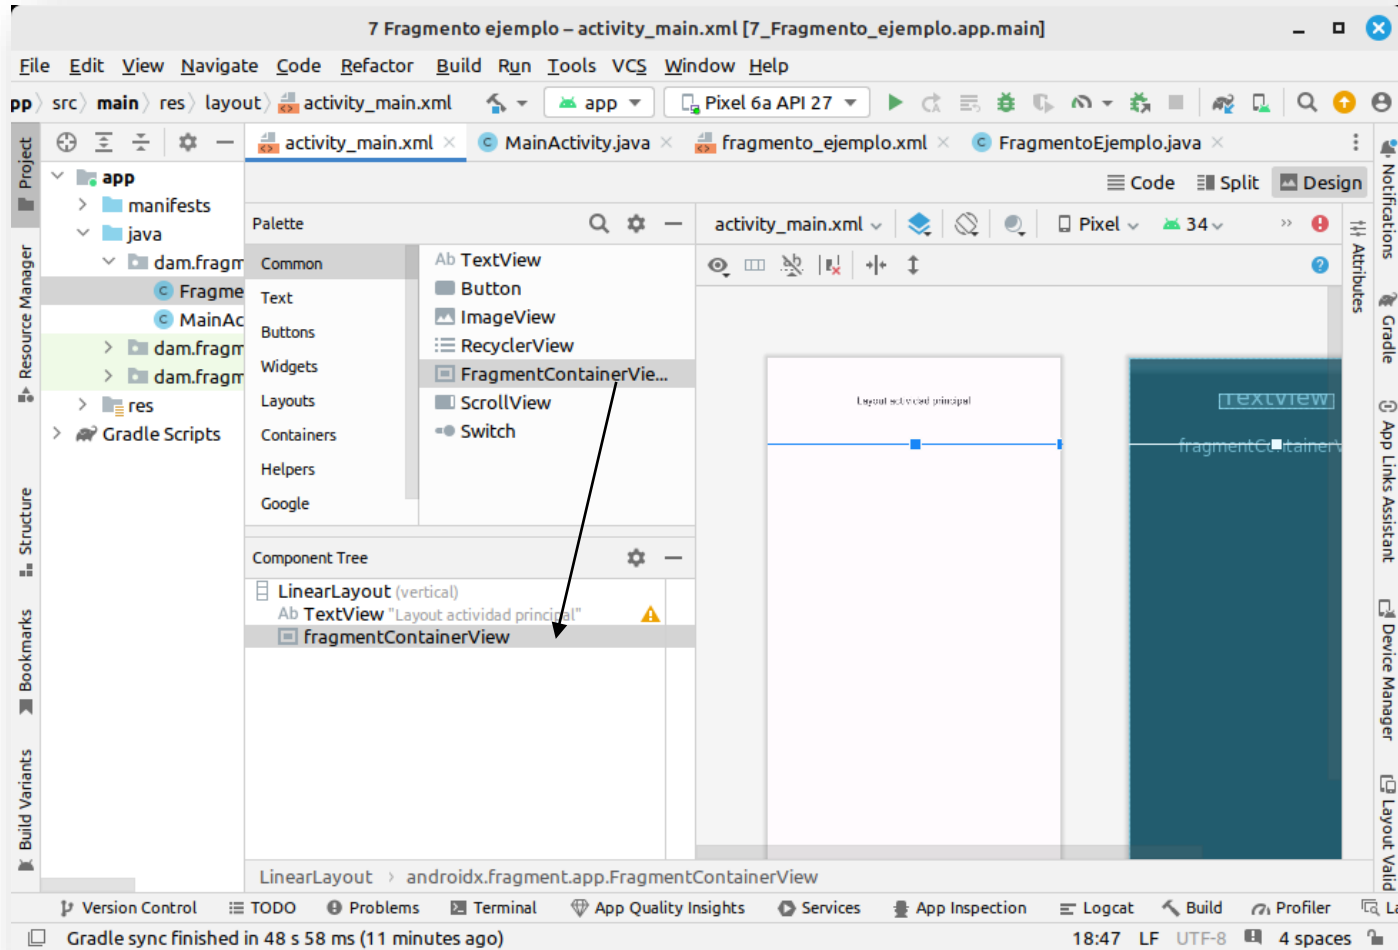 7 Fragmento ejemplo – activity_main.xml [7_Fragmento_ejemplo.app.main]
File Edit View Navigate Code Refactor Build Run Tools VCS Window Help
pp src main res layout activity_main.xml app Pixel 6a API 27
Project
Resource Manager
Structure
Bookmarks
Build Variants
app
manifests
java
dam.fragm
Fragme
MainAc
dam.fragm
dam.fragm
res
Gradle Scripts
activity_main.xml MainActivity.java fragmento_ejemplo.xml FragmentoEjemplo.java
Code Split Design
Palette
Common
Text
Buttons
Widgets
Layouts
Containers
Helpers
Google
Ab TextView
Button
ImageView
RecyclerView
FragmentContainerVie...
ScrollView
Switch
Component Tree
LinearLayout (vertical)
Ab TextView "Layout actividad principal"
fragmentContainerView
activity_main.xml Pixel 34
Layout actividad principal
TextView
fragmentContainerV
Attributes
Notifications
Gradle
App Links Assistant
Device Manager
Layout Valid
LinearLayout > androidx.fragment.app.FragmentContainerView
Version Control TODO Problems Terminal App Quality Insights Services App Inspection Logcat Build Profiler La
Gradle sync finished in 48 s 58 ms (11 minutes ago) 18:47 LF UTF-8 4 spaces